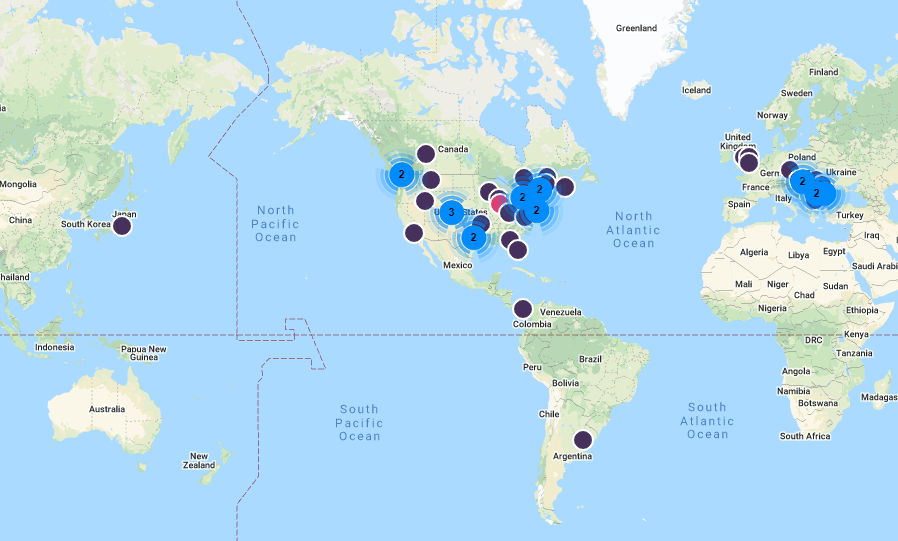 Greenland
Iceland
Finland
Sweden
Norway
United
Kingdom
Poland
Ukraine
Germ
France
Italy
Spain
Turkey
Iraq
Saudi Arabi
Algeria
Libya
Egypt
Mali
Niger
Chad
Sudan
Nigeria
Ethiopia
Kenya
DRC
Tanzania
Angola
Namibia
Botswana
Madagas
South Africa
Canada
2
3
2
2
2
2
2
2
States
Mexico
North
Pacific
Ocean
North
Atlantic
Ocean
Mongolia
China
Japan
South Korea
hailand
Indonesia
Papua New
Guinea
Australia
New
Zealand
Venezuela
Colombia
Brazil
Peru
Bolivia
Chile
Argentina
South
Pacific
Ocean
South
Atlantic
Ocean